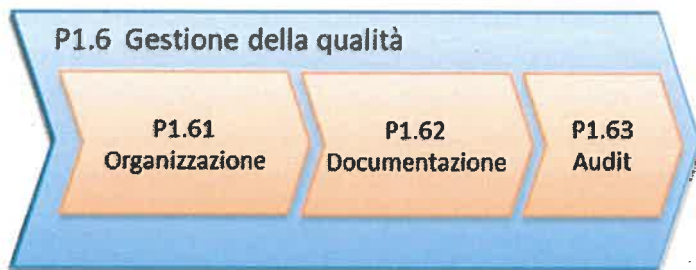 P1.6 Gestione della qualità
P1.61
Organizzazione
P1.62
Documentazione
P1.63
Audit